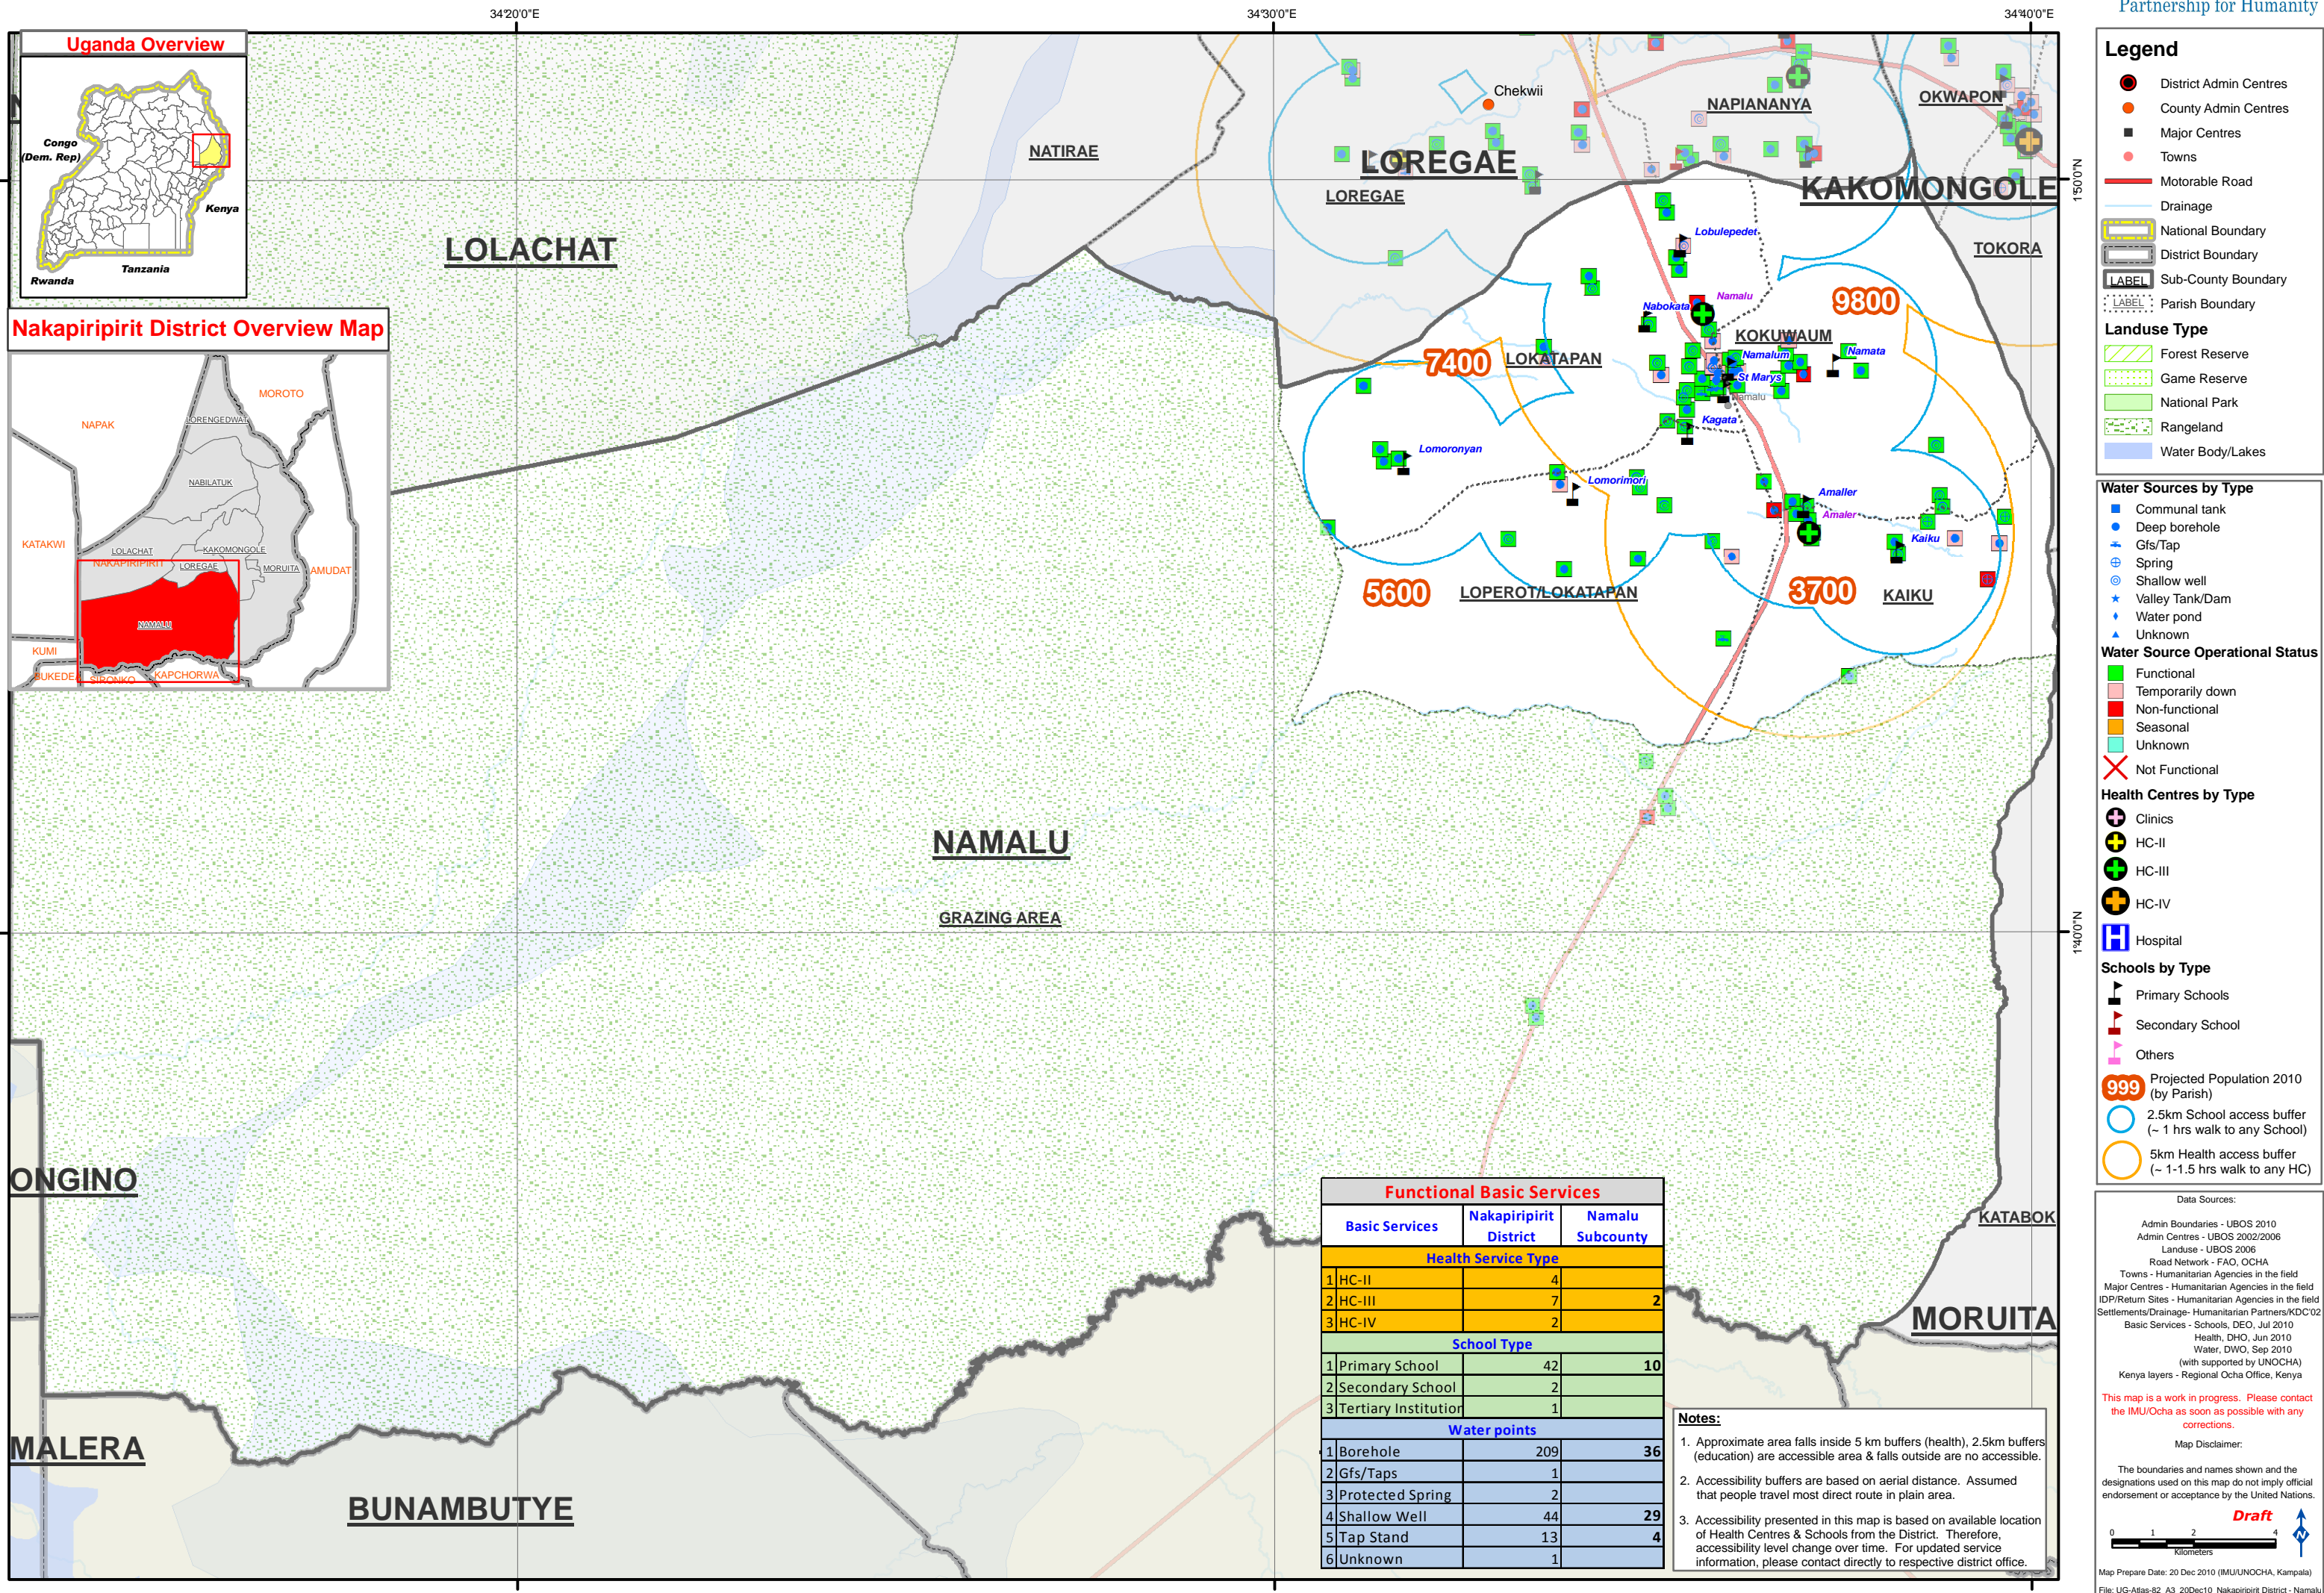 Partnership for Humanity
34°20'0"E
34°30'0"E
34°40'0"E
1°50'0"N
1°40'0"N
Uganda Overview
Congo
(Dem. Rep)
Kenya
Tanzania
Rwanda
Nakapiripirit District Overview Map
MOROTO
NAPAK
LORENGEDWAT
NABILATUK
KATAKWI
LOLACHAT
KAKOMONGOLE
NAKAPIRIPIRIT
LOREGAE
MORUITA
AMUDAT
NAMALU
KUMI
BUKEDEA
SIRONKO
KAPCHORWA
LOLACHAT
NATIRAE
Chekwii
LOREGAE
LOREGAE
NAPIANANYA
OKWAPON
KAKOMONGOLE
TOKORA
Lobulepedet
Namalu
Nabokata
KOKUWAUM
9800
7400
LOKATAPAN
Namalum
Namata
St Marys
Namalu
Kagata
Lomoronyan
Lomorimori
Amaller
Amaler
Kaiku
5600
LOPEROT/LOKATAPAN
3700
KAIKU
NAMALU
GRAZING AREA
ONGINO
KATABOK
MORUITA
MALERA
BUNAMBUTYE
Functional Basic Services
Basic Services
Nakapiripirit District
Namalu Subcounty
Health Service Type
1 HC-II 4
2 HC-III 7 2
3 HC-IV 2
School Type
1 Primary School 42 10
2 Secondary School 2
3 Tertiary Institution 1
Water points
1 Borehole 209 36
2 Gfs/Taps 1
3 Protected Spring 2
4 Shallow Well 44 29
5 Tap Stand 13 4
6 Unknown 1
Notes:
1. Approximate area falls inside 5 km buffers (health), 2.5km buffers
(education) are accessible area & falls outside are no accessible.
2. Accessibility buffers are based on aerial distance. Assumed
that people travel most direct route in plain area.
3. Accessibility presented in this map is based on available location
of Health Centres & Schools from the District. Therefore,
accessibility level change over time. For updated service
information, please contact directly to respective district office.
Legend
District Admin Centres
County Admin Centres
Major Centres
Towns
Motorable Road
Drainage
National Boundary
District Boundary
LABEL Sub-County Boundary
LABEL Parish Boundary
Landuse Type
Forest Reserve
Game Reserve
National Park
Rangeland
Water Body/Lakes
Water Sources by Type
Communal tank
Deep borehole
Gfs/Tap
Spring
Shallow well
Valley Tank/Dam
Water pond
Unknown
Water Source Operational Status
Functional
Temporarily down
Non-functional
Seasonal
Unknown
Not Functional
Health Centres by Type
Clinics
HC-II
HC-III
HC-IV
H Hospital
Schools by Type
Primary Schools
Secondary School
Others
999 Projected Population 2010
(by Parish)
2.5km School access buffer
(~ 1 hrs walk to any School)
5km Health access buffer
(~ 1-1.5 hrs walk to any HC)
Data Sources:
Admin Boundaries - UBOS 2010
Admin Centres - UBOS 2002/2006
Landuse - UBOS 2006
Road Network - FAO, OCHA
Towns - Humanitarian Agencies in the field
Major Centres - Humanitarian Agencies in the field
IDP/Return Sites - Humanitarian Agencies in the field
Settlements/Drainage- Humanitarian Partners/KDC'02
Basic Services - Schools, DEO, Jul 2010
Health, DHO, Jun 2010
Water, DWO, Sep 2010
(with supported by UNOCHA)
Kenya layers - Regional Ocha Office, Kenya
This map is a work in progress. Please contact
the IMU/Ocha as soon as possible with any
corrections.
Map Disclaimer:
The boundaries and names shown and the
designations used on this map do not imply official
endorsement or acceptance by the United Nations.
Draft
0 1 2 4
Kilometers
N
Map Prepare Date: 20 Dec 2010 (IMU/UNOCHA, Kampala)
File: UG-Atlas-82_A3_20Dec10_Nakapiripirit District - Namalu